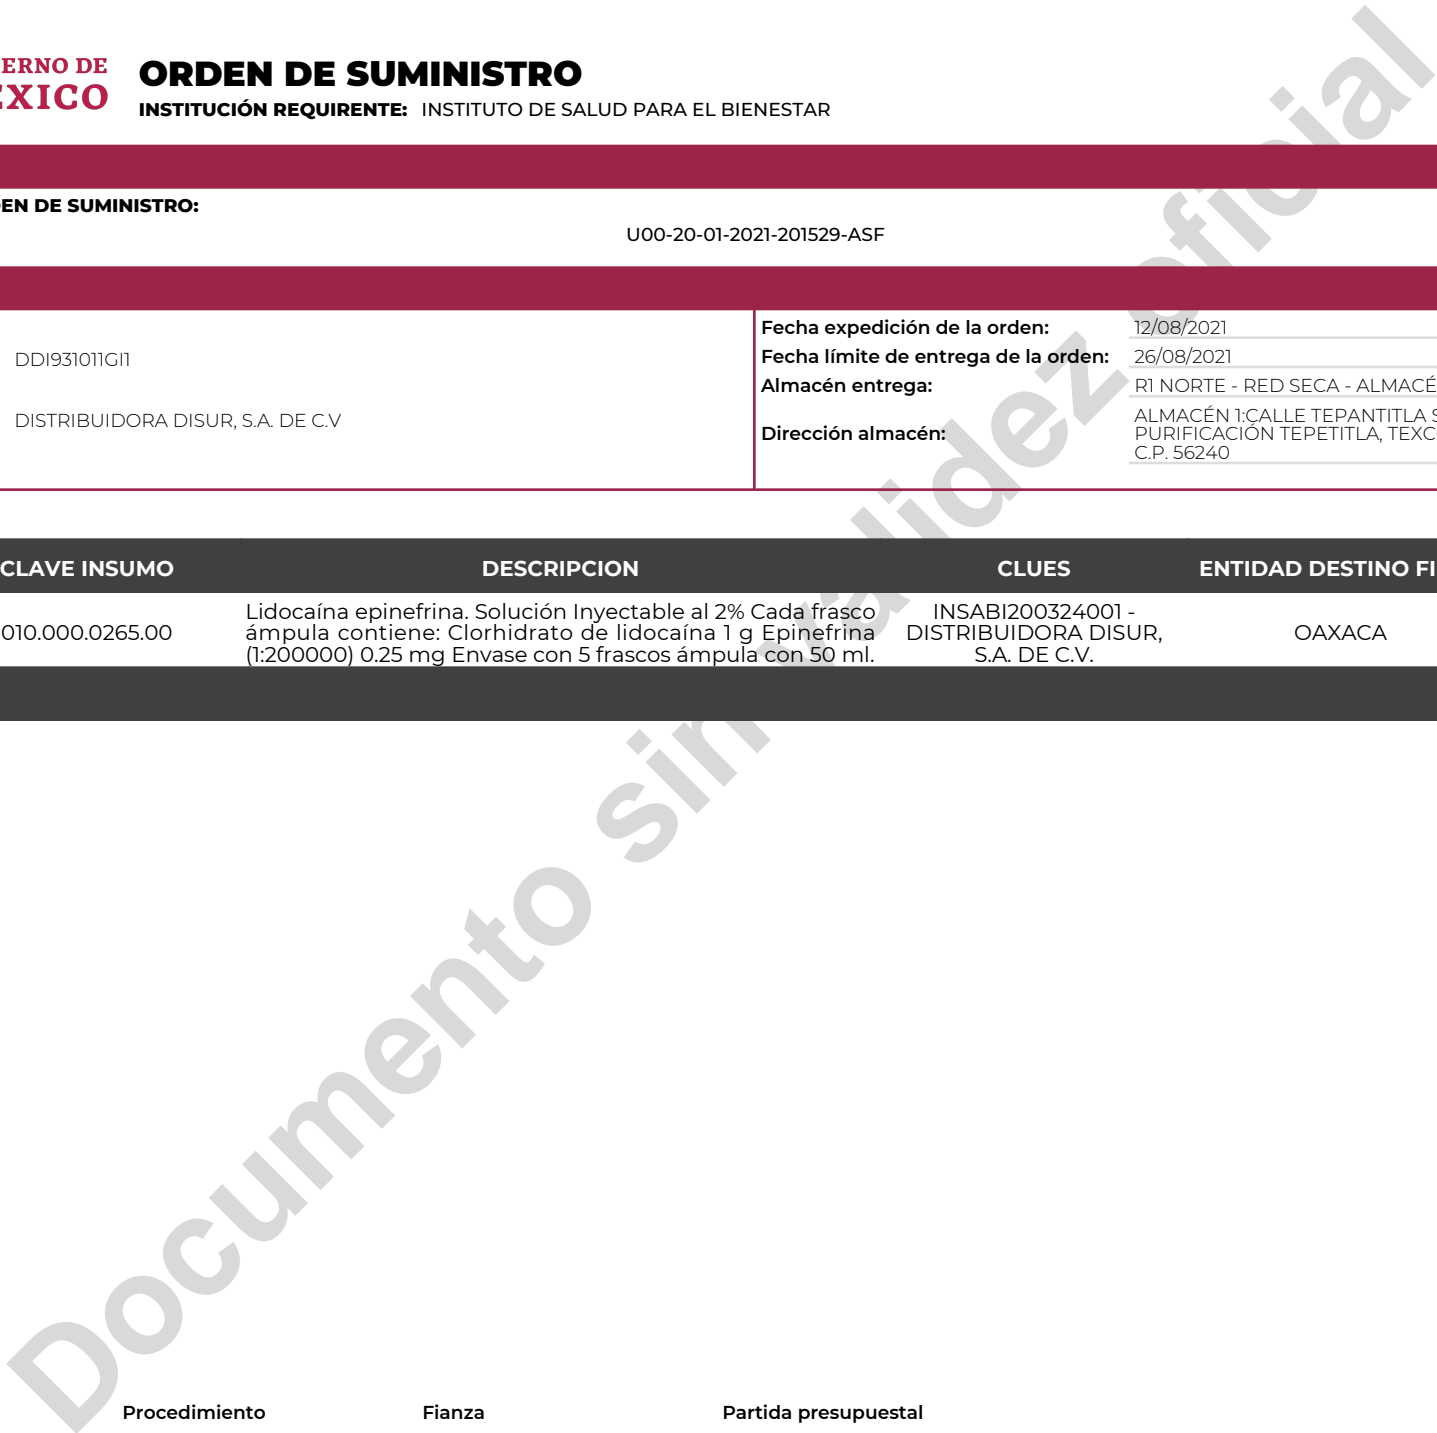 ERNO DE
EXICO
ORDEN DE SUMINISTRO
INSTITUCIÓN REQUIRENTE: INSTITUTO DE SALUD PARA EL BIENESTAR
EN DE SUMINISTRO:
U00-20-01-2021-201529-ASF
DDI931011GI1
DISTRIBUIDORA DISUR, S.A. DE C.V
Fecha expedición de la orden: 12/08/2021
Fecha límite de entrega de la orden: 26/08/2021
Almacén entrega: R1 NORTE - RED SECA - ALMACÉ
Dirección almacén: ALMACÉN 1:CALLE TEPANTITLA S
PURIFICACIÓN TEPETITLA, TEXC
C.P. 56240
CLAVE INSUMO DESCRIPCION CLUES ENTIDAD DESTINO FI
010.000.0265.00
Lidocaína epinefrina. Solución Inyectable al 2% Cada frasco
ámpula contiene: Clorhidrato de lidocaína 1 g Epinefrina
(1:200000) 0.25 mg Envase con 5 frascos ámpula con 50 ml.
INSABI200324001 -
DISTRIBUIDORA DISUR,
S.A. DE C.V.
OAXACA
Documento sin validez oficial
Procedimiento Fianza Partida presupuestal